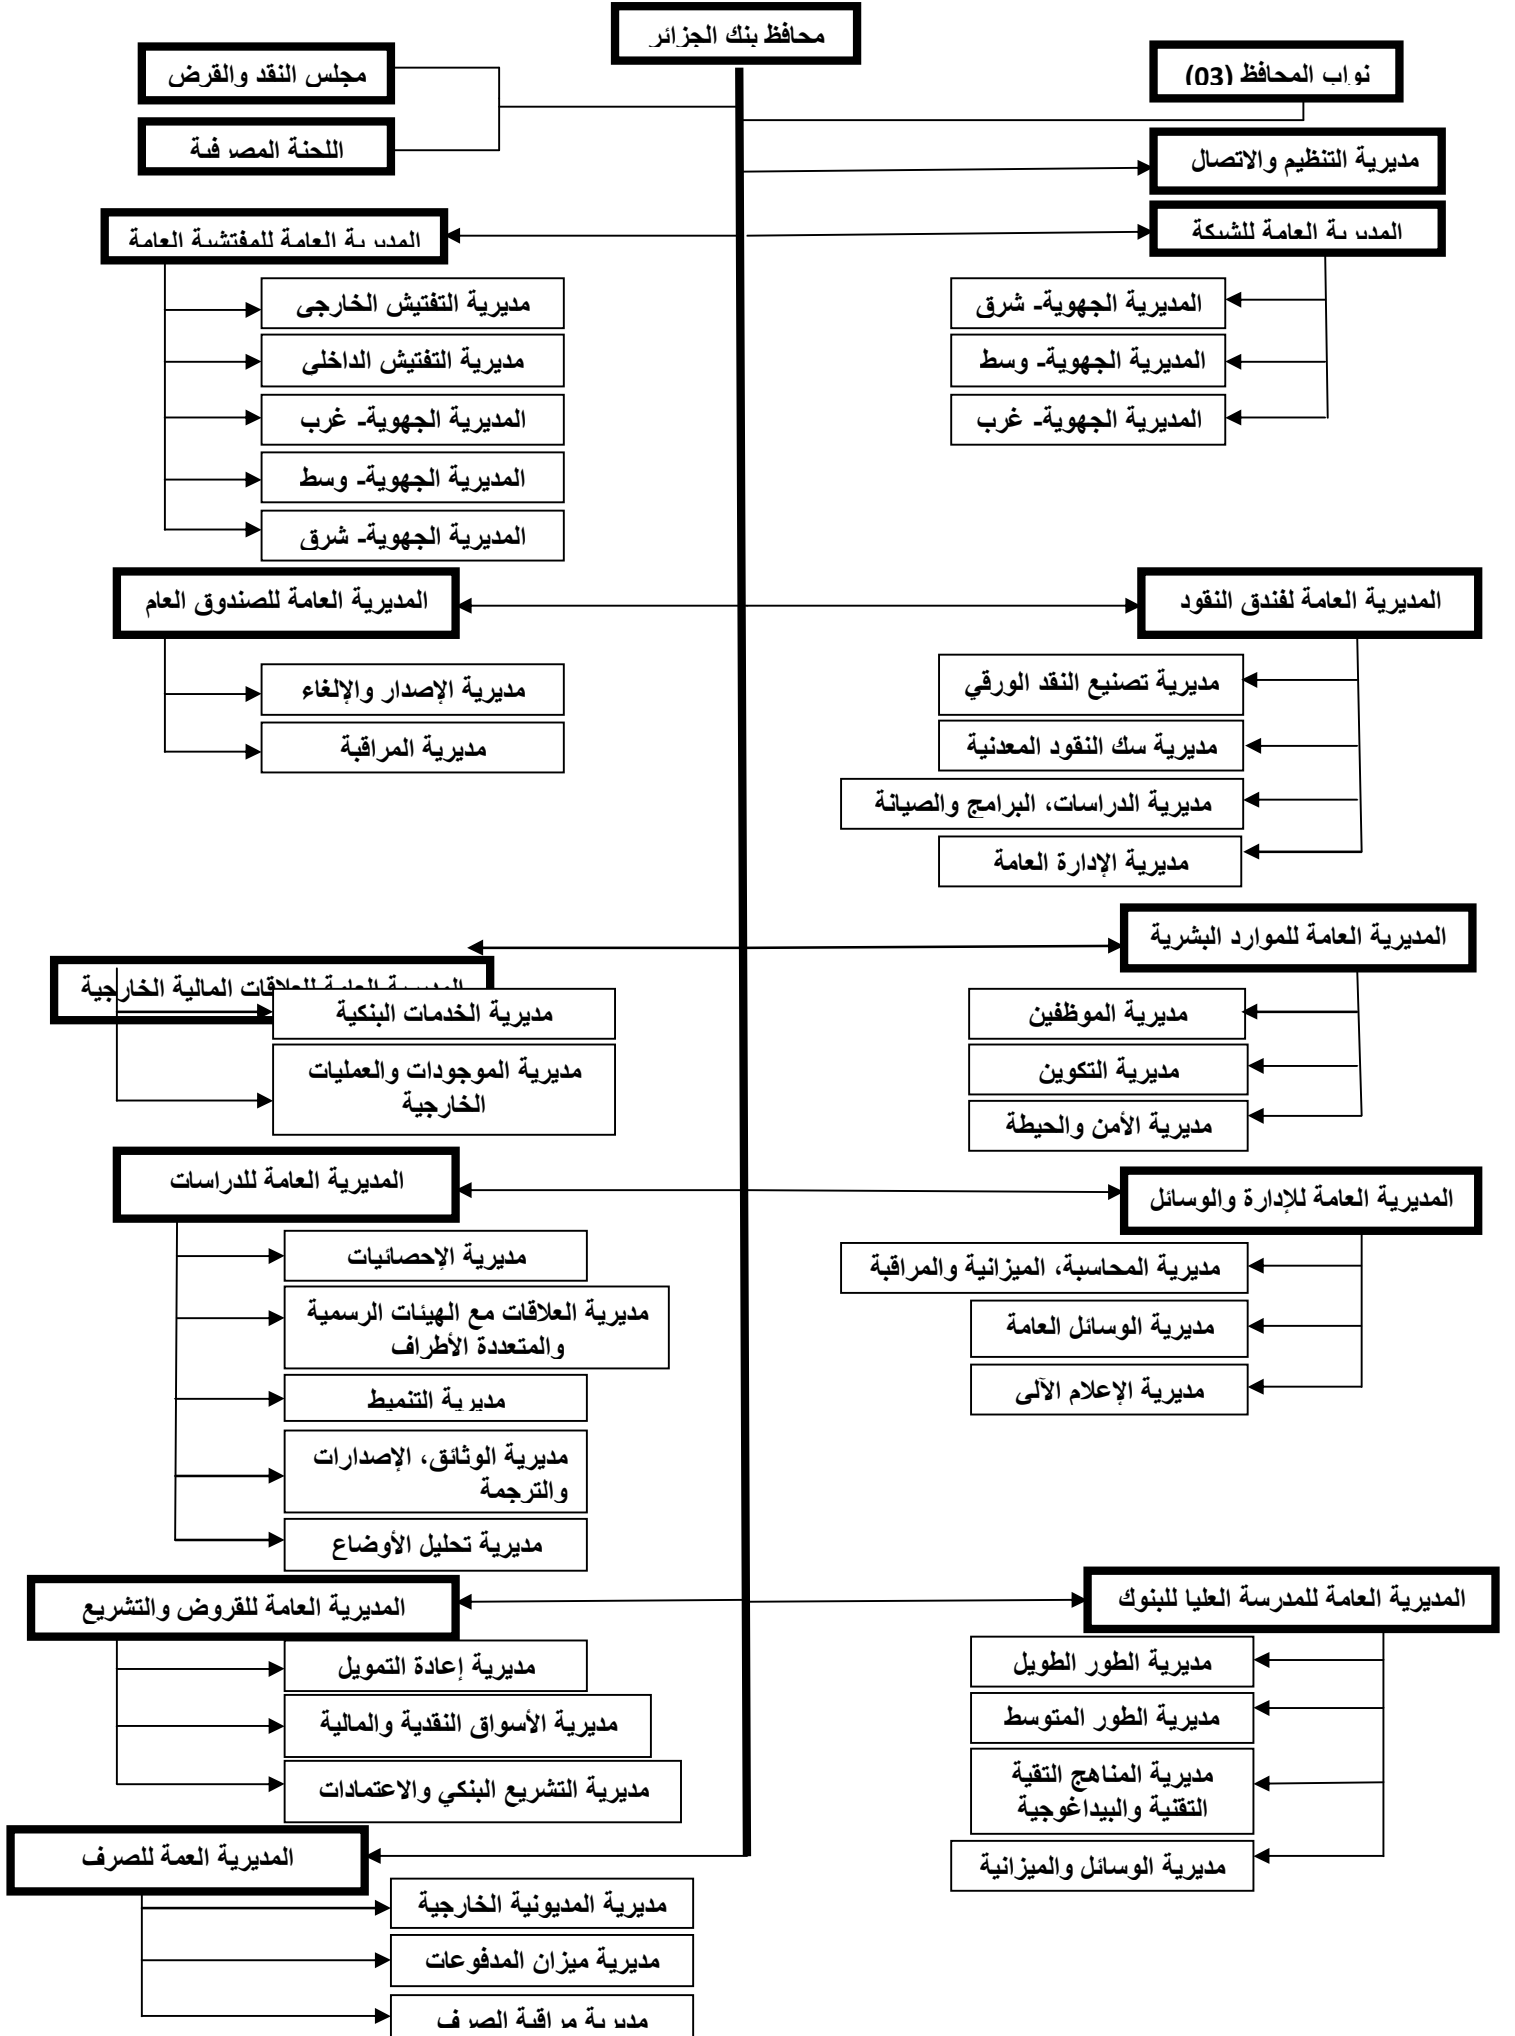 محافظ بنك الجزائر
نواب المحافظ (03)
مجلس النقد والقرض
اللجنة المصرفية
مديرية التنظيم والاتصال
المديرية العامة للشبكة
المديرية الجهوية- شرق
المديرية الجهوية- وسط
المديرية الجهوية- غرب
المديرية العامة للمفتشية العامة
مديرية التفتيش الخارجي
مديرية التفتيش الداخلي
المديرية الجهوية- غرب
المديرية الجهوية- وسط
المديرية الجهوية- شرق
المديرية العامة لفندق النقود
مديرية تصنيع النقد الورقي
مديرية سك النقود المعدنية
مديرية الدراسات، البرامج والصيانة
مديرية الإدارة العامة
المديرية العامة للصندوق العام
مديرية الإصدار والإلغاء
مديرية المراقبة
المديرية العامة للموارد البشرية
مديرية الموظفين
مديرية التكوين
مديرية الأمن والحيطة
المديرية العامة للعلاقات المالية الخارجية
مديرية الخدمات البنكية
مديرية الموجودات والعمليات
الخارجية
المديرية العامة للإدارة والوسائل
مديرية المحاسبة، الميزانية والمراقبة
مديرية الوسائل العامة
مديرية الإعلام الآلي
المديرية العامة للدراسات
مديرية الإحصائيات
مديرية العلاقات مع الهيئات الرسمية
والمتعددة الأطراف
مديرية التنميط
مديرية الوثائق، الإصدارات
والترجمة
مديرية تحليل الأوضاع
المديرية العامة للمدرسة العليا للبنوك
مديرية الطور الطويل
مديرية الطور المتوسط
مديرية المناهج التقية
التقنية والبيداغوجية
مديرية الوسائل والميزانية
المديرية العامة للقروض والتشريع
مديرية إعادة التمويل
مديرية الأسواق النقدية والمالية
مديرية التشريع البنكي والاعتمادات
المديرية العمة للصرف
مديرية المديونية الخارجية
مديرية ميزان المدفوعات
مديرية مراقبة الصرف